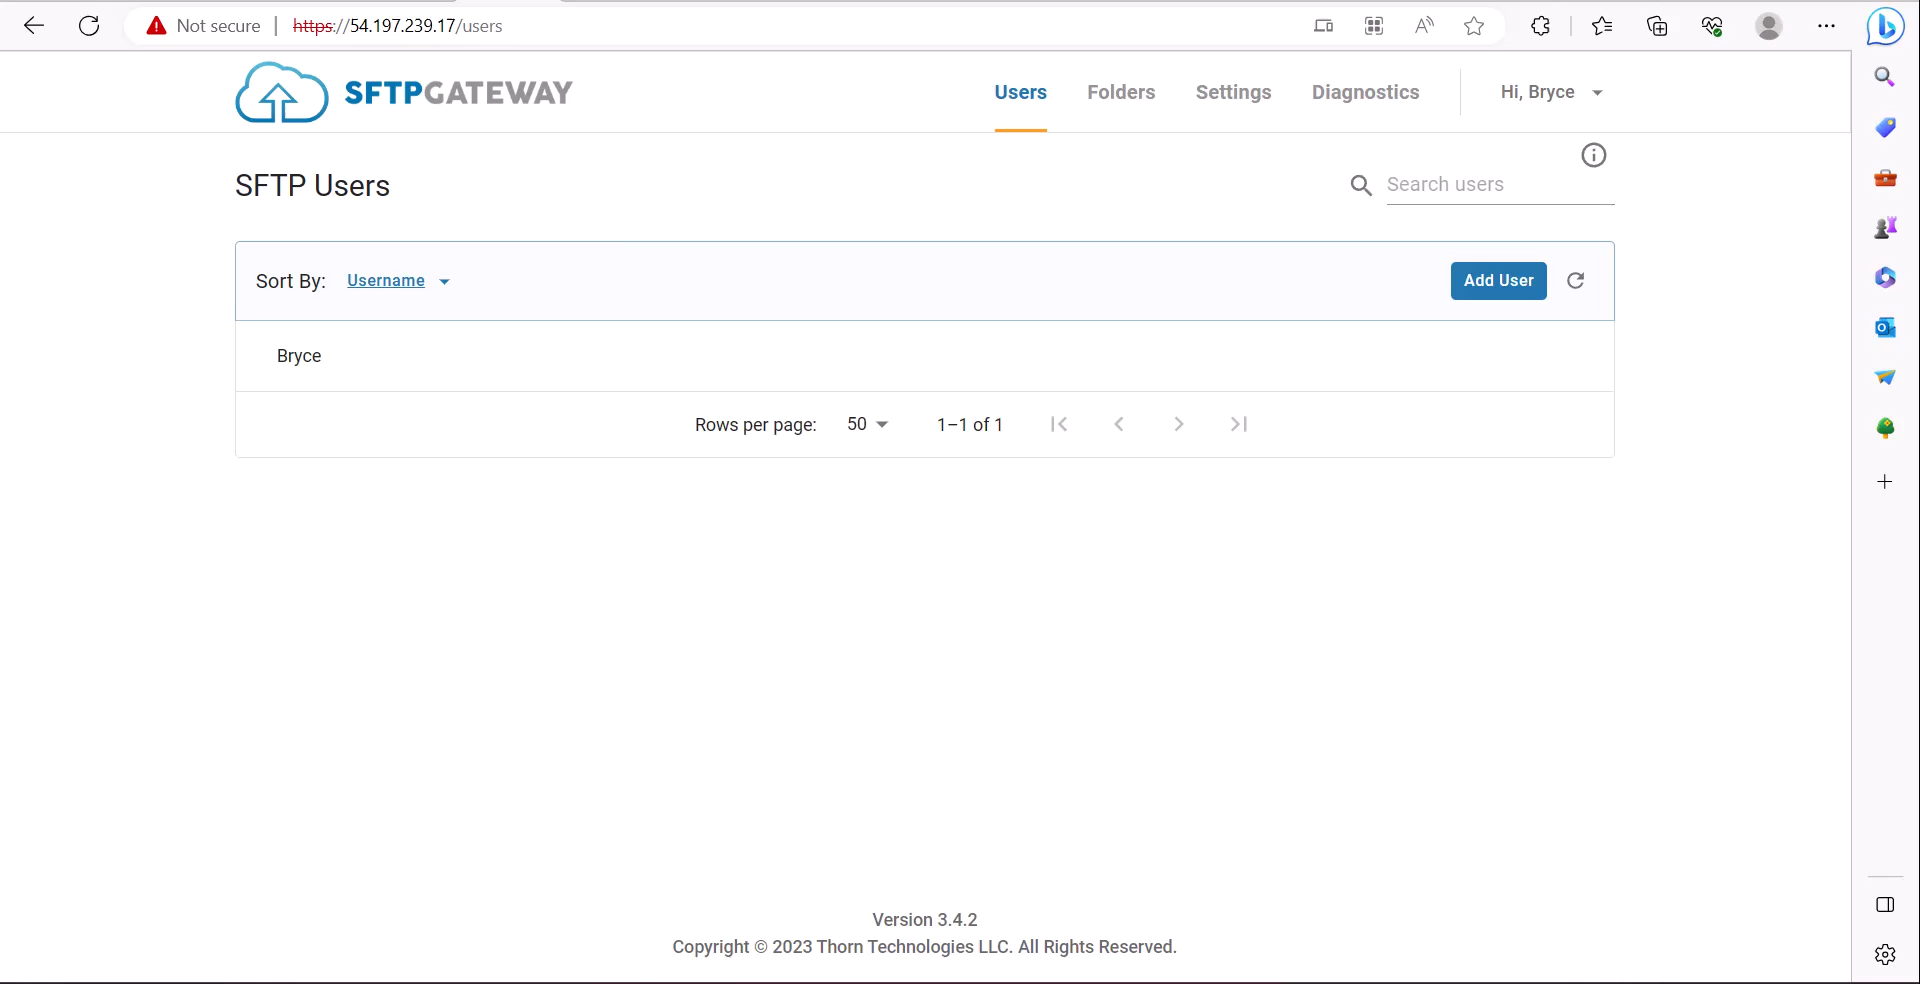 Not secure | https://54.197.239.17/users
SFTPGATEWAY
Users
Folders
Settings
Diagnostics
Hi, Bryce
SFTP Users
Search users
Sort By: Username
Add User
Bryce
Rows per page: 50
1–1 of 1
Version 3.4.2
Copyright © 2023 Thorn Technologies LLC. All Rights Reserved.